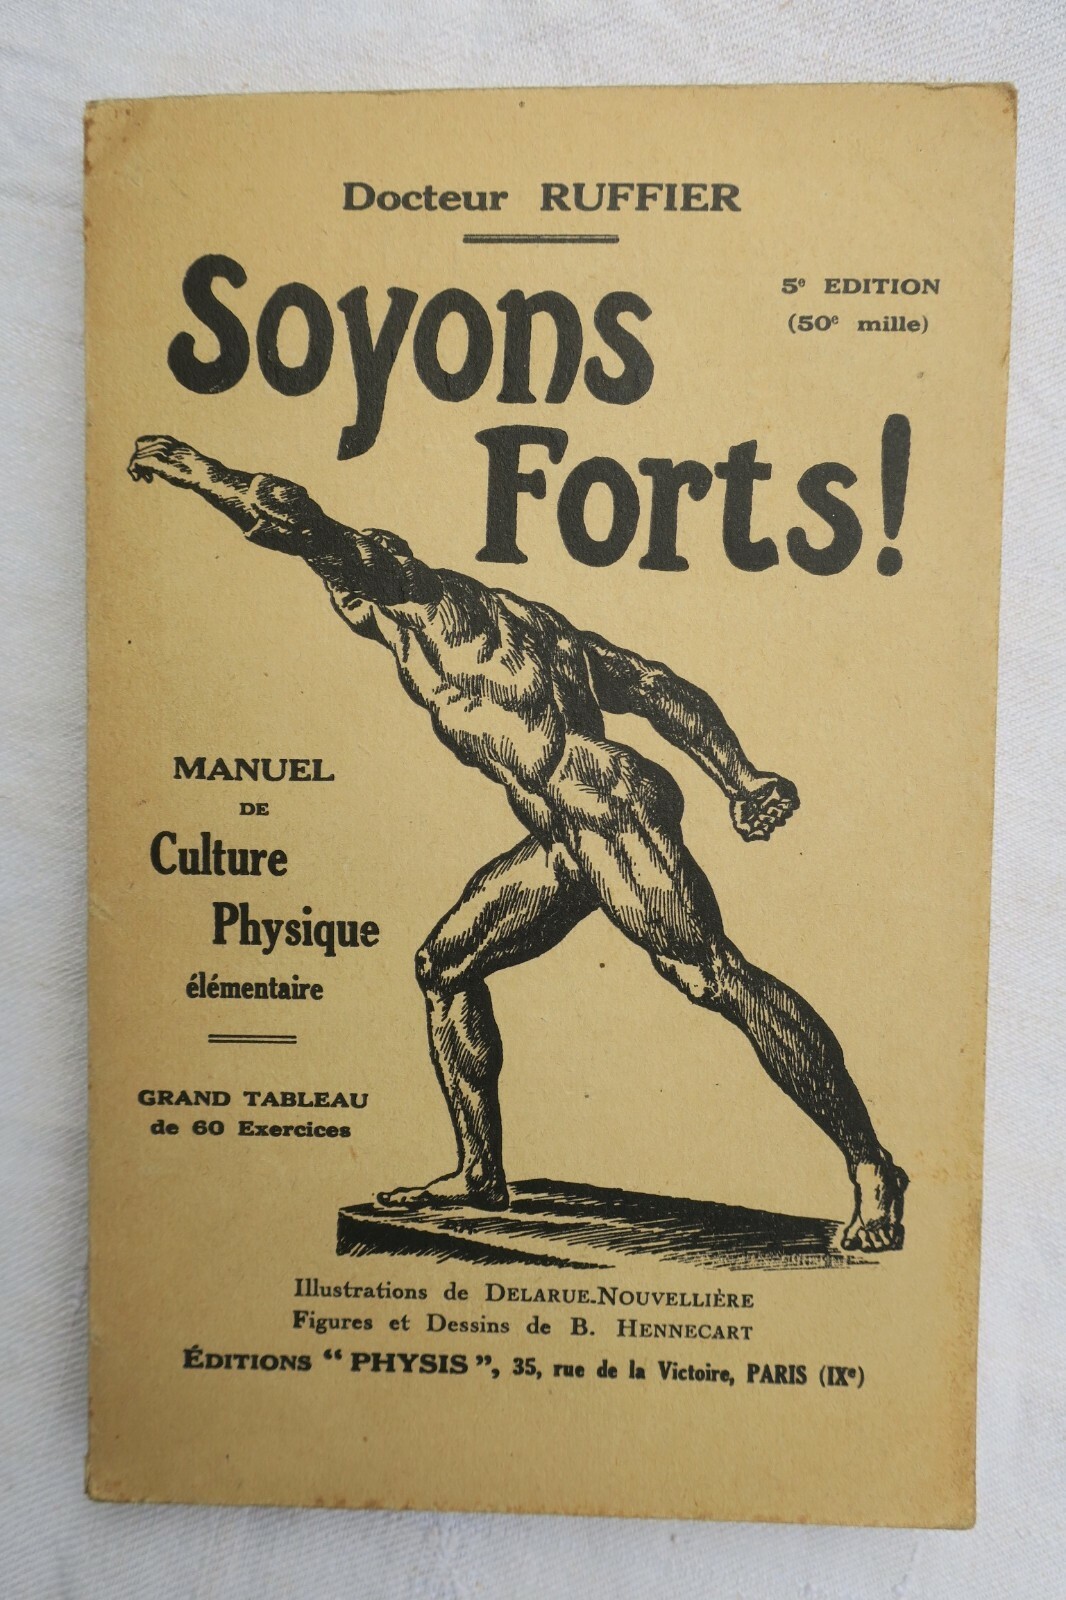 Docteur RUFFIER
Soyons
Forts!
5e EDITION
(50e mille)
MANUEL
DE
Culture
Physique
élémentaire
GRAND TABLEAU
de 60 Exercices
Illustrations de DELARUE-NOUVELLIÈRE
Figures et Dessins de B. HENNECART
ÉDITIONS “ PHYSIS ”, 35, rue de la Victoire, PARIS (IXe)